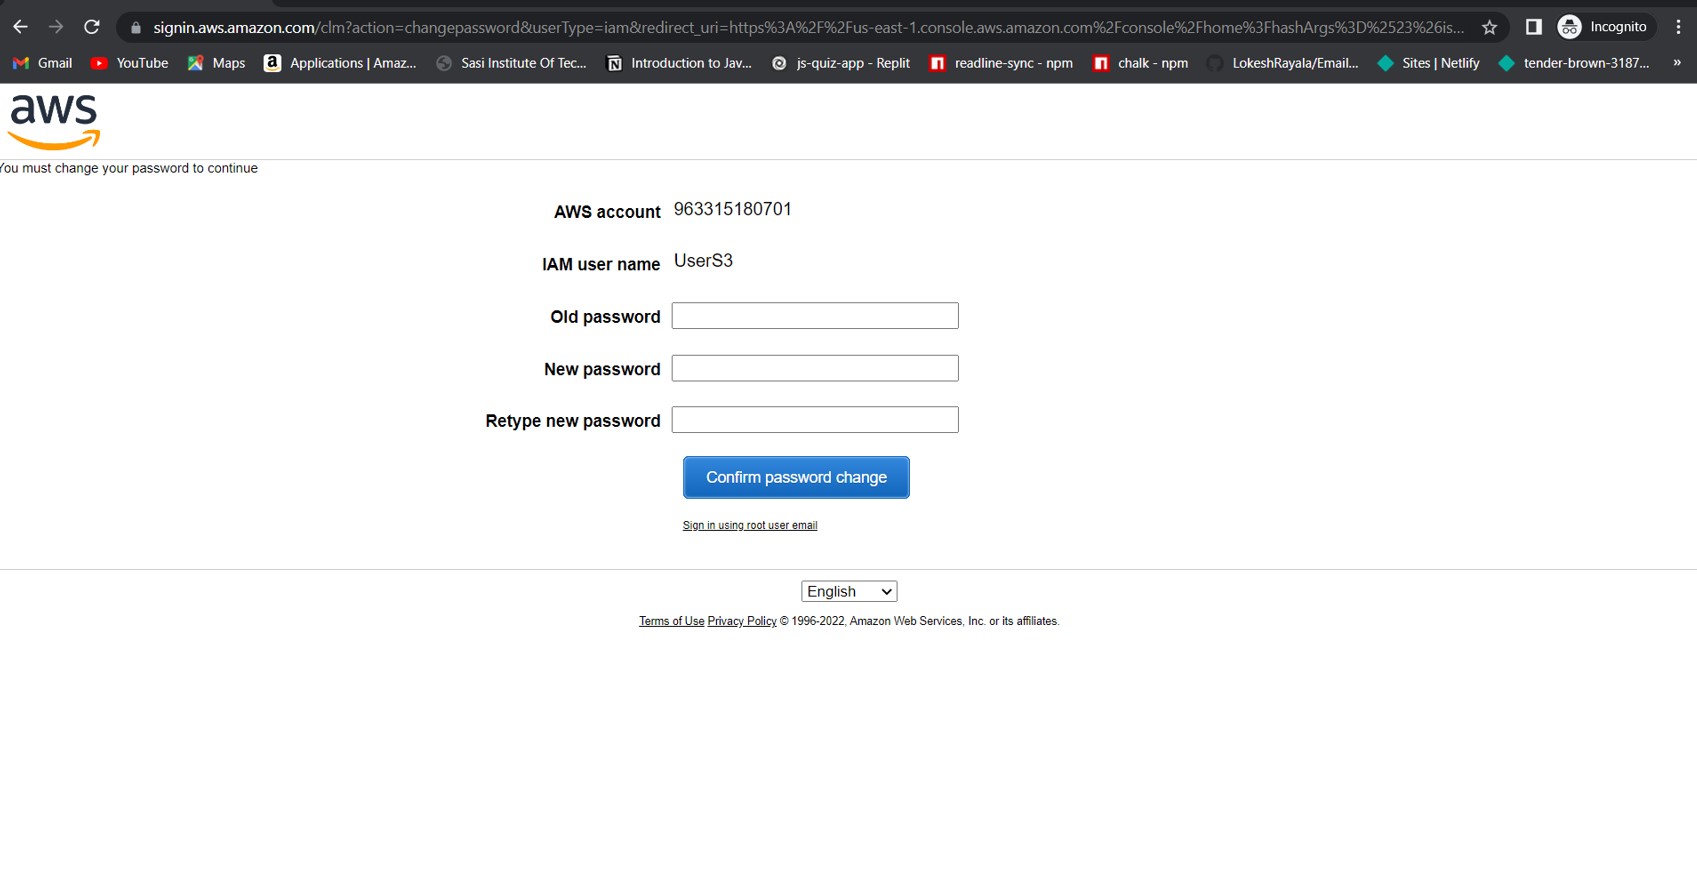 signin.aws.amazon.com/clm?action=changepassword&userType=iam&redirect_uri=https%3A%2F%2Fus-east-1.console.aws.amazon.com%2Fconsole%2Fhome%3FhashArgs%3D%2523%26is... Incognito
Gmail YouTube Maps a Applications | Amaz... Sasi Institute Of Tec... Introduction to Jav... js-quiz-app - Replit readline-sync - npm chalk - npm LokeshRayala/Email... Sites | Netlify tender-brown-3187... »
aws
You must change your password to continue
AWS account 963315180701
IAM user name UserS3
Old password
New password
Retype new password
Confirm password change
Sign in using root user email
English
Terms of Use Privacy Policy © 1996-2022, Amazon Web Services, Inc. or its affiliates.